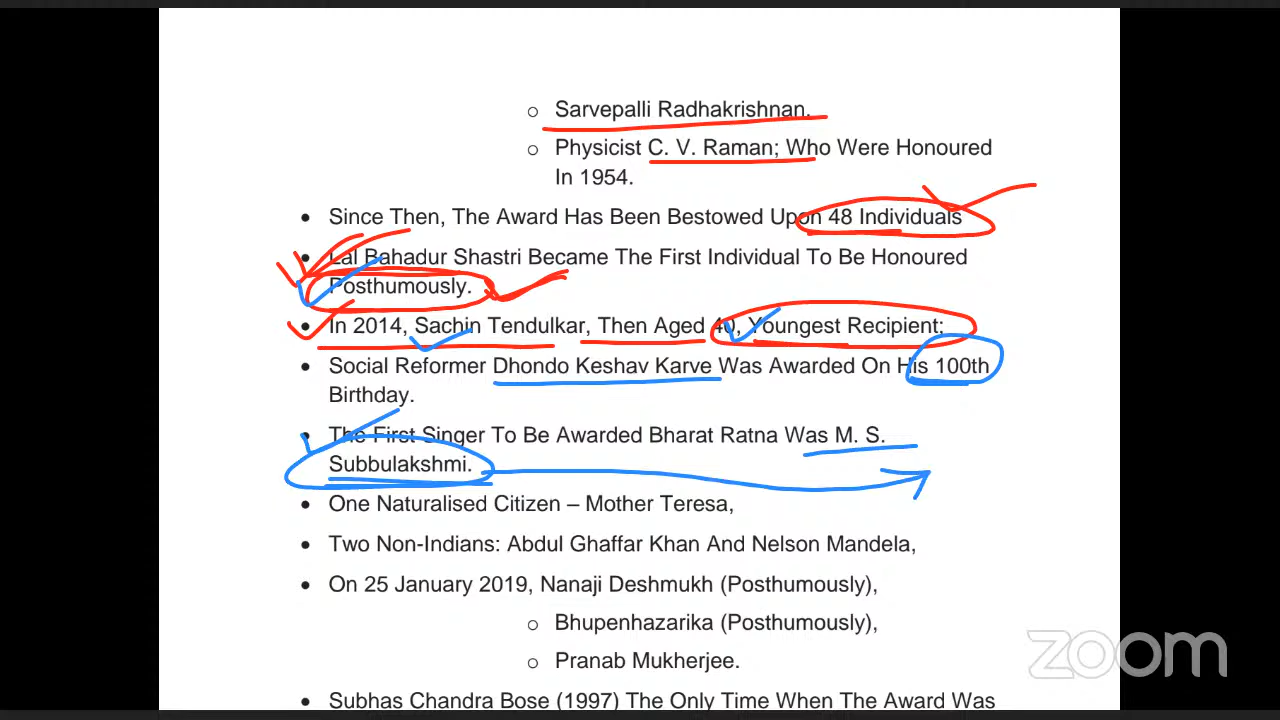 o Sarvepalli Radhakrishnan.
o Physicist C. V. Raman; Who Were Honoured
In 1954.
• Since Then, The Award Has Been Bestowed Upon 48 Individuals
• Lal Bahadur Shastri Became The First Individual To Be Honoured
Posthumously.
• In 2014, Sachin Tendulkar, Then Aged 40, Youngest Recipient;
• Social Reformer Dhondo Keshav Karve Was Awarded On His 100th
Birthday.
• The First Singer To Be Awarded Bharat Ratna Was M. S.
Subbulakshmi.
• One Naturalised Citizen – Mother Teresa,
• Two Non-Indians: Abdul Ghaffar Khan And Nelson Mandela,
• On 25 January 2019, Nanaji Deshmukh (Posthumously),
o Bhupenhazarika (Posthumously),
o Pranab Mukherjee.
• Subhas Chandra Bose (1997) The Only Time When The Award Was
zoom